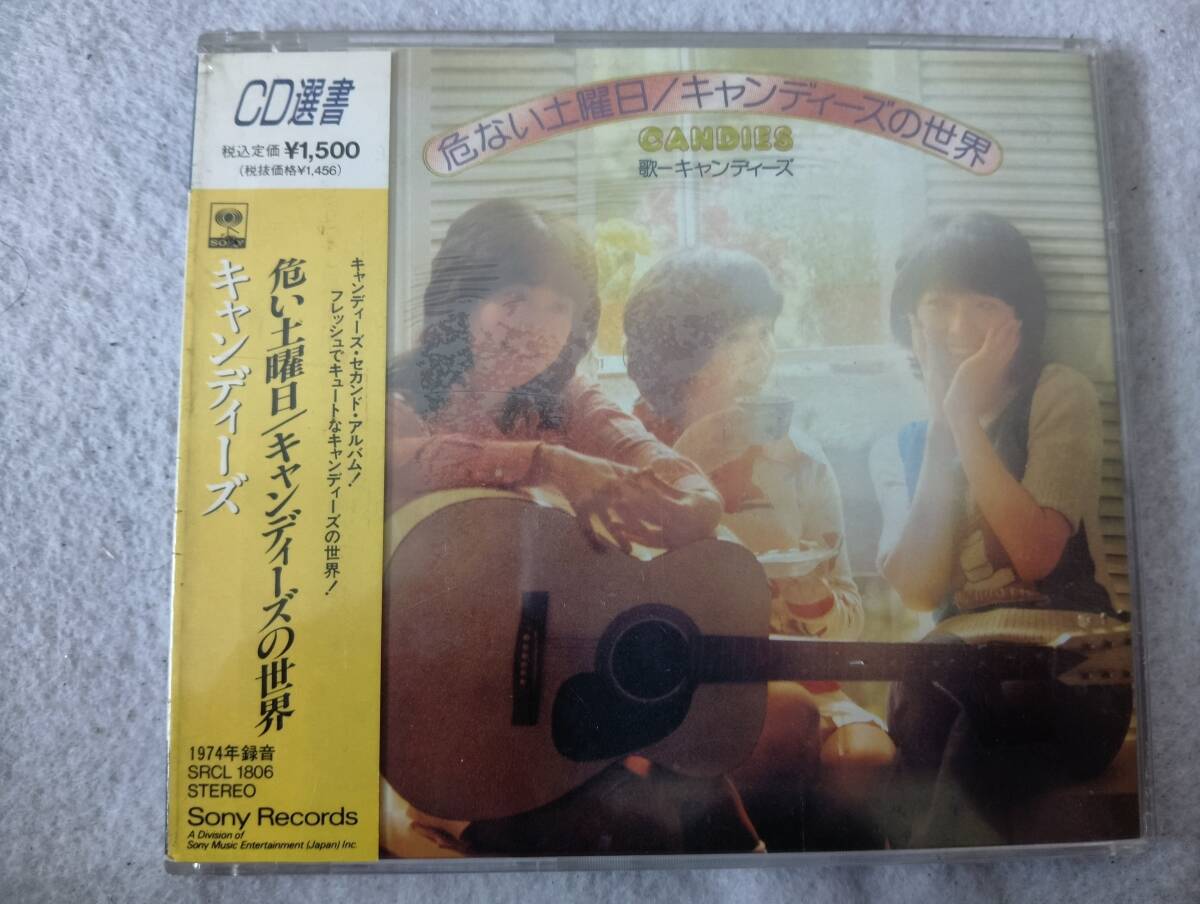 CD選書
税込定価 ¥1,500
(税抜価格¥1,456)
SONY
キャンディーズ・セカンド・アルバム!
フレッシュでキュートなキャンディーズの世界!
危い土曜日/キャンディーズの世界
キャンディーズ
1974年録音
SRCL 1806
STEREO
Sony Records
A Division of
Sony Music Entertainment (Japan) Inc.
危ない土曜日/キャンディーズの世界
CANDIES
歌ーキャンディーズ